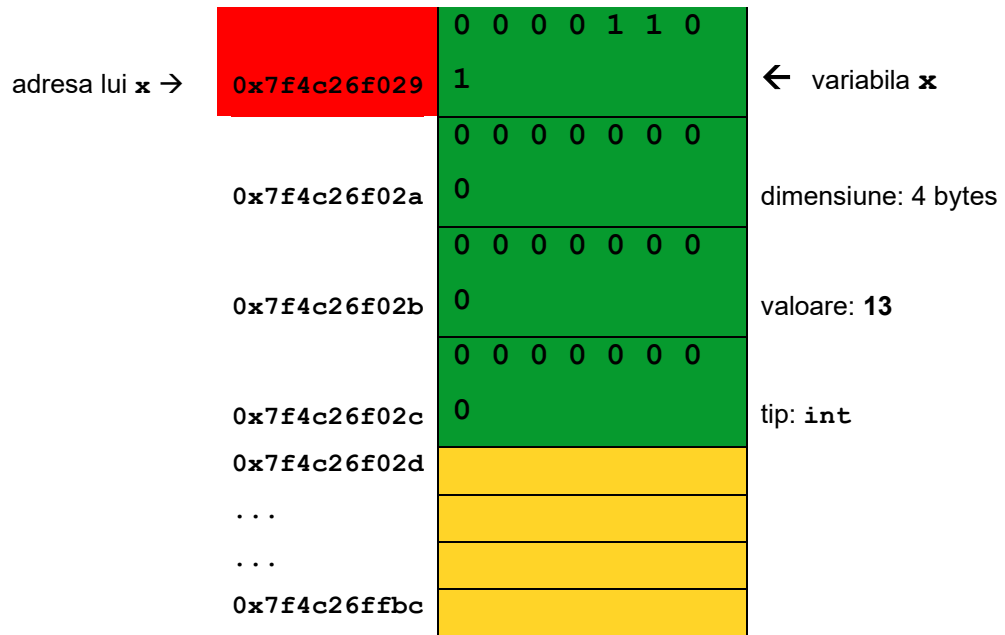 0 0 0 0 1 1 0
adresa lui x → 0x7f4c26f029 1 ← variabila x
0 0 0 0 0 0 0
0x7f4c26f02a 0 dimensiune: 4 bytes
0 0 0 0 0 0 0
0x7f4c26f02b 0 valoare: 13
0 0 0 0 0 0 0
0x7f4c26f02c 0 tip: int
0x7f4c26f02d
...
...
0x7f4c26ffbc